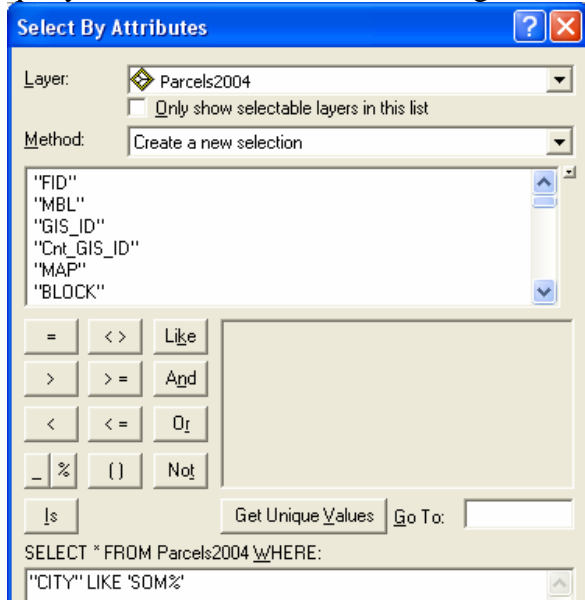 Select By Attributes
Layer: Parcels2004
Only show selectable layers in this list
Method: Create a new selection
"FID"
"MBL"
"GIS_ID"
"Cnt_GIS_ID"
"MAP"
"BLOCK"
= < > Like
> > = And
< < = Or
_ % ( ) Not
Is Get Unique Values Go To:
SELECT * FROM Parcels2004 WHERE:
"CITY" LIKE 'SOM%'